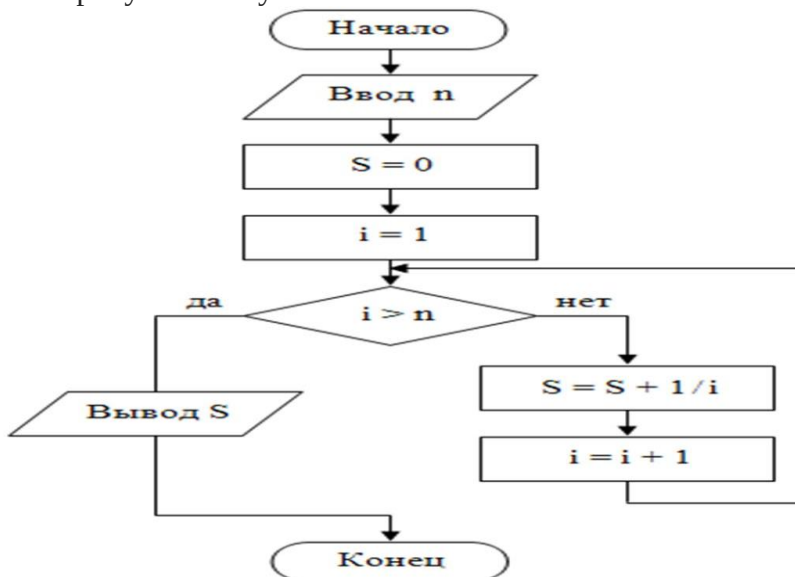 Начало
Ввод n
S = 0
i = 1
да
i > n
нет
S = S + 1/i
Вывод S
i = i + 1
Конец